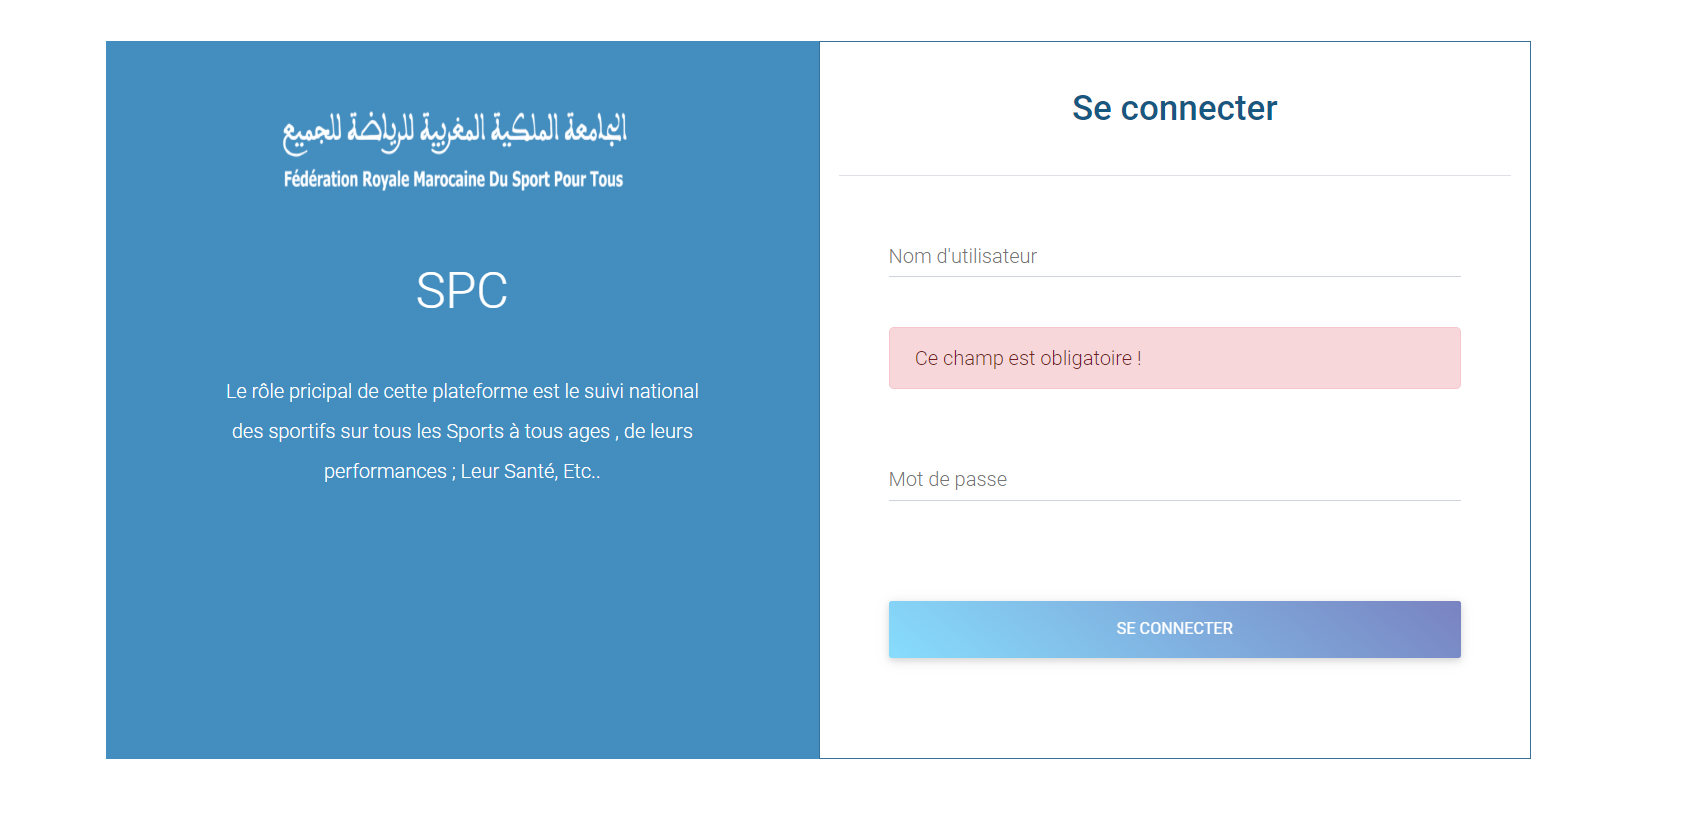 الجامعة الملكية المغربية للرياضة للجميع
Fédération Royale Marocaine Du Sport Pour Tous
SPC
Le rôle pricipal de cette plateforme est le suivi national
des sportifs sur tous les Sports à tous ages , de leurs
performances ; Leur Santé, Etc..
Se connecter
Nom d'utilisateur
Ce champ est obligatoire !
Mot de passe
SE CONNECTER